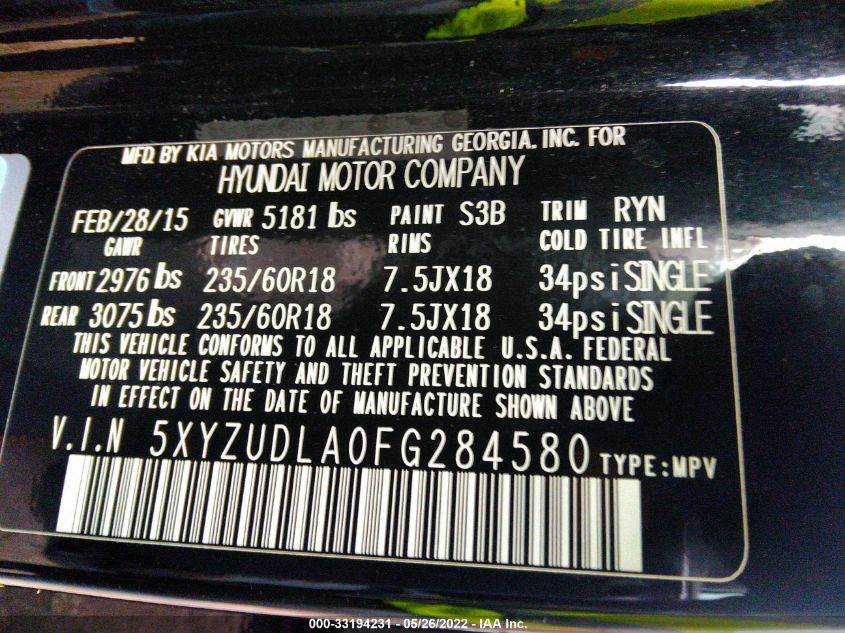 MFD. BY KIA MOTORS MANUFACTURING GEORGIA. INC. FOR
HYUNDAI MOTOR COMPANY
FEB/28/15 GVWR 5181 lbs PAINT S3B TRIM RYN
GAWR TIRES RIMS COLD TIRE INFL
FRONT 2976 lbs 235/60R18 7.5JX18 34psi SINGLE
REAR 3075 lbs 235/60R18 7.5JX18 34psi SINGLE
THIS VEHICLE CONFORMS TO ALL APPLICABLE U.S.A. FEDERAL
MOTOR VEHICLE SAFETY AND THEFT PREVENTION STANDARDS
IN EFFECT ON THE DATE OF MANUFACTURE SHOWN ABOVE
V.I.N 5XYZUDLA0FG284580 TYPE:MPV
000-33194231 - 05/26/2022 - IAA Inc.